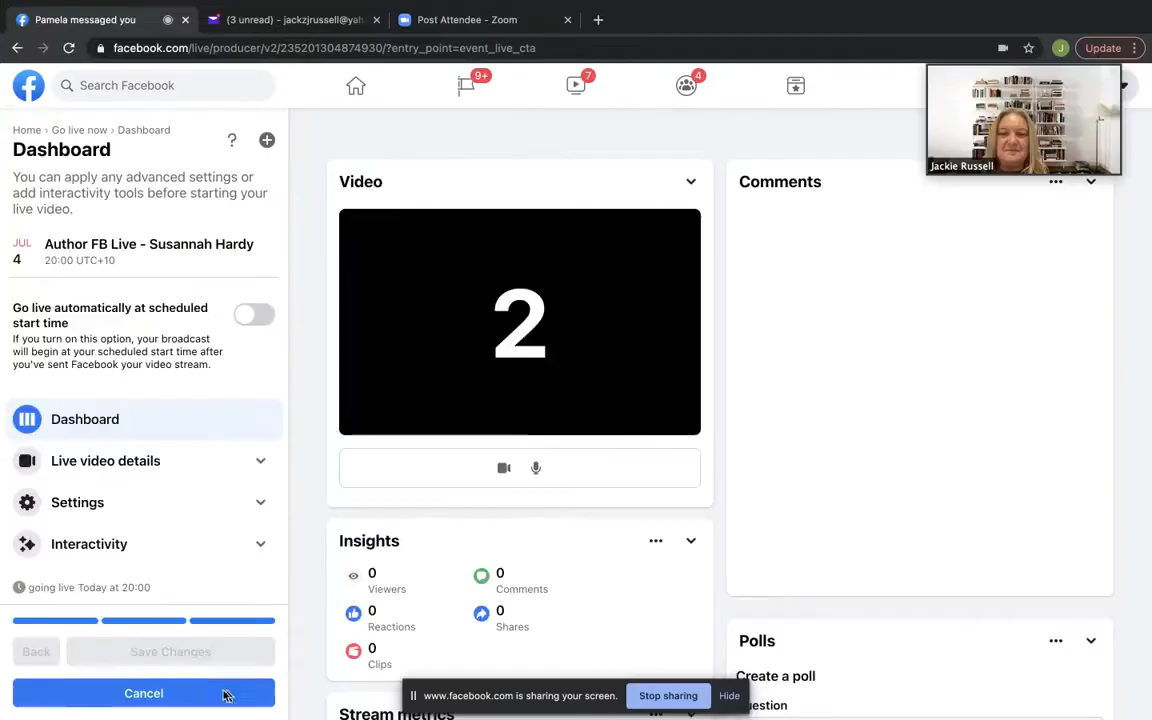 Pamela messaged you
(3 unread) - jackzjrussell@yah
Post Attendee - Zoom
facebook.com/live/producer/v2/235201304874930/?entry_point=event_live_cta
J
Update
Search Facebook
9+
7
4
Jackie Russell
Home › Go live now › Dashboard
Dashboard
?
You can apply any advanced settings or
add interactivity tools before starting your
live video.
JUL
4
Author FB Live - Susannah Hardy
20:00 UTC+10
Go live automatically at scheduled
start time
If you turn on this option, your broadcast
will begin at your scheduled start time after
you've sent Facebook your video stream.
Dashboard
Live video details
Settings
Interactivity
going live Today at 20:00
Back
Save Changes
Cancel
Video
2
Insights
0
Viewers
0
Comments
0
Reactions
0
Shares
0
Clips
Stream metrics
Comments
Polls
Create a poll
uestion
www.facebook.com is sharing your screen.
Stop sharing
Hide